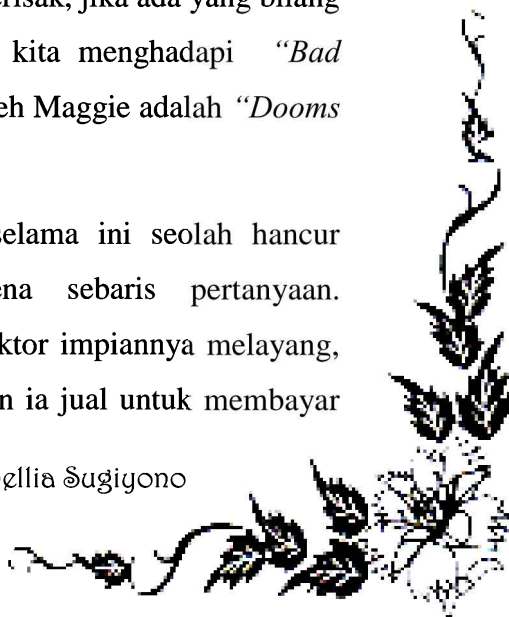 erisak, jika ada yang bilang
kita menghadapi “Bad
eh Maggie adalah “Dooms
selama ini seolah hancur
ena sebaris pertanyaan.
ktor impiannya melayang,
n ia jual untuk membayar
ellia Sugiyono